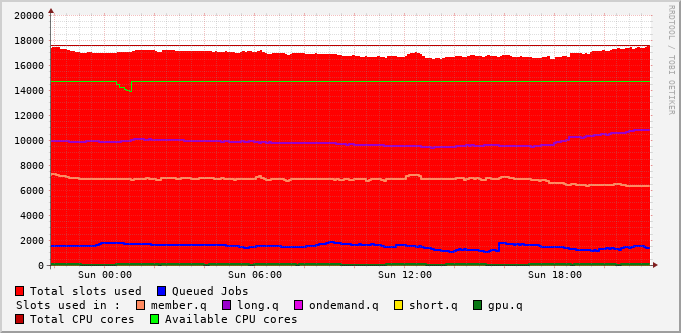 20000
18000
16000
14000
12000
10000
8000
6000
4000
2000
0
Sun 00:00 Sun 06:00 Sun 12:00 Sun 18:00
RRDTOOL / TOBI OETIKER
Total slots used Queued Jobs
Slots used in : member.q long.q ondemand.q short.q gpu.q
Total CPU cores Available CPU cores